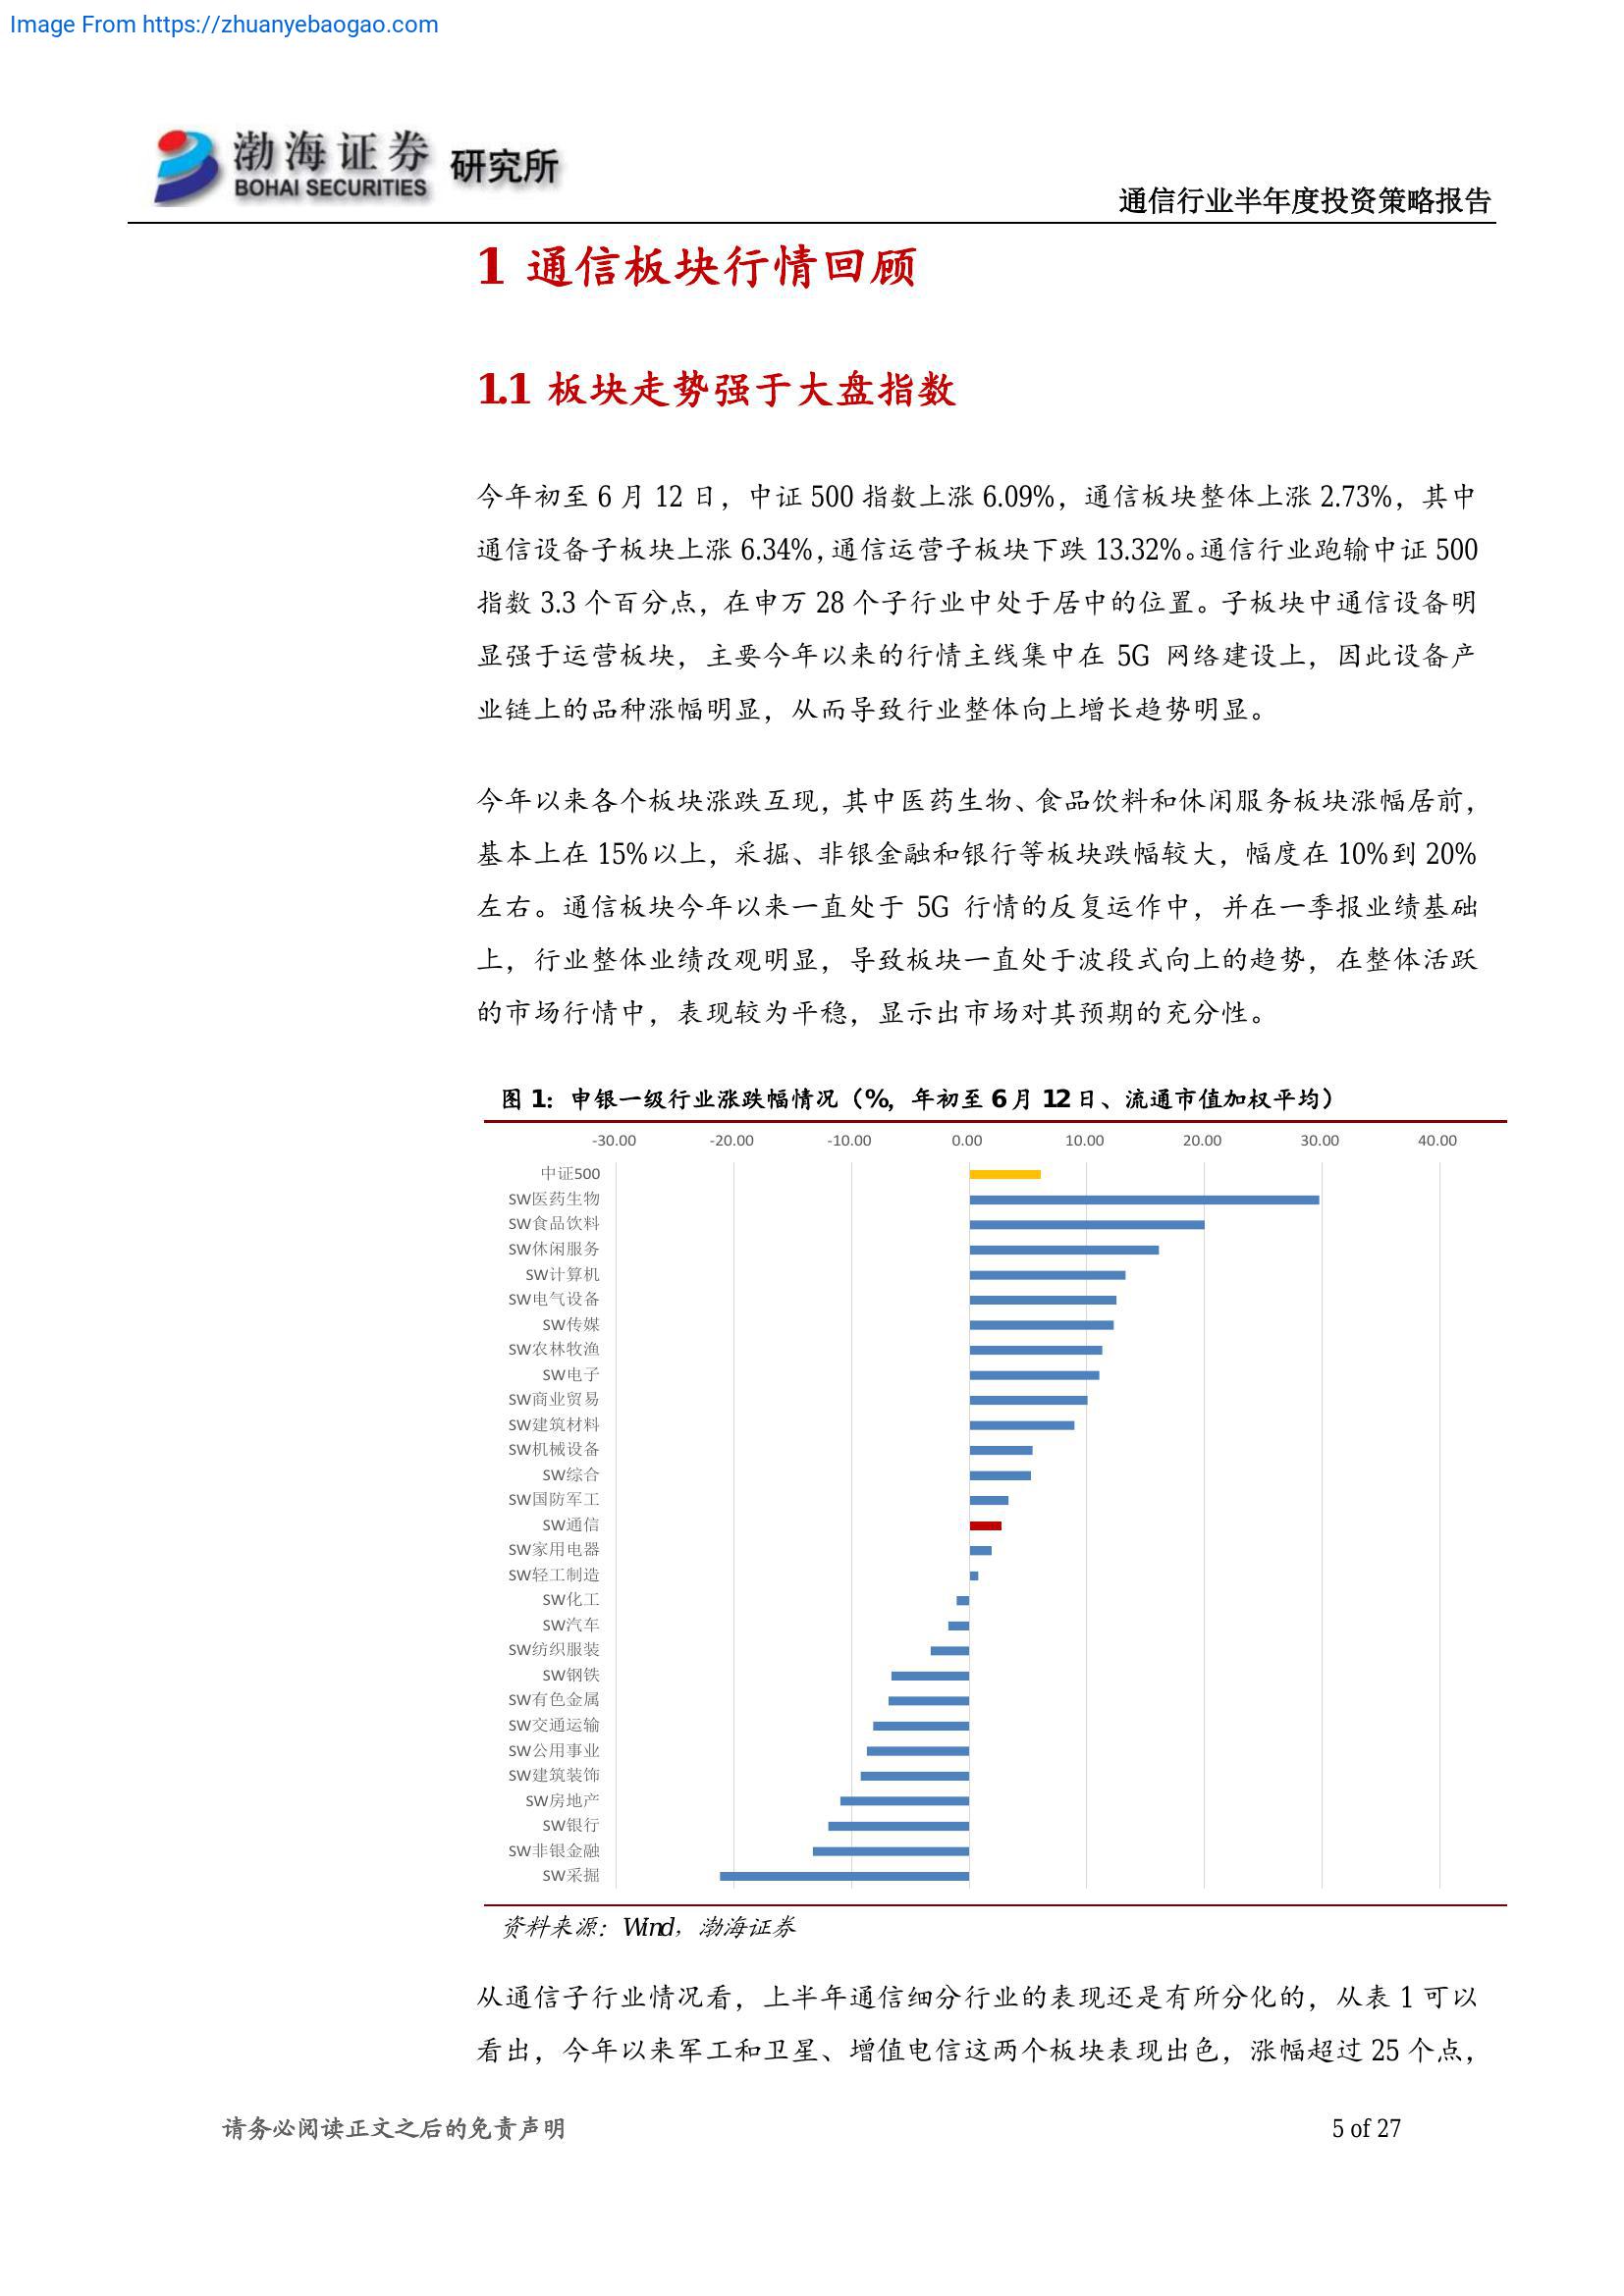 Image From https://zhuanyebaogao.com
渤海证券 研究所
BOHAI SECURITIES
通信行业半年度投资策略报告
1 通信板块行情回顾
1.1 板块走势强于大盘指数
今年初至 6 月 12 日，中证 500 指数上涨 6.09%，通信板块整体上涨 2.73%，其中
通信设备子板块上涨 6.34%，通信运营子板块下跌 13.32%。通信行业跑输中证 500
指数 3.3 个百分点，在申万 28 个子行业中处于居中的位置。子板块中通信设备明
显强于运营板块，主要今年以来的行情主线集中在 5G 网络建设上，因此设备产
业链上的品种涨幅明显，从而导致行业整体向上增长趋势明显。
今年以来各个板块涨跌互现，其中医药生物、食品饮料和休闲服务板块涨幅居前，
基本上在 15%以上，采掘、非银金融和银行等板块跌幅较大，幅度在 10%到 20%
左右。通信板块今年以来一直处于 5G 行情的反复运作中，并在一季报业绩基础
上，行业整体业绩改观明显，导致板块一直处于波段式向上的趋势，在整体活跃
的市场行情中，表现较为平稳，显示出市场对其预期的充分性。
图 1：申银一级行业涨跌幅情况（%，年初至 6 月 12 日、流通市值加权平均）
-30.00 -20.00 -10.00 0.00 10.00 20.00 30.00 40.00
中证500
SW医药生物
SW食品饮料
SW休闲服务
SW计算机
SW电气设备
SW传媒
SW农林牧渔
SW电子
SW商业贸易
SW建筑材料
SW机械设备
SW综合
SW国防军工
SW通信
SW家用电器
SW轻工制造
SW化工
SW汽车
SW纺织服装
SW钢铁
SW有色金属
SW交通运输
SW公用事业
SW建筑装饰
SW房地产
SW银行
SW非银金融
SW采掘
资料来源：Wind，渤海证券
从通信子行业情况看，上半年通信细分行业的表现还是有所分化的，从表 1 可以
看出，今年以来军工和卫星、增值电信这两个板块表现出色，涨幅超过 25 个点，
请务必阅读正文之后的免责声明
5 of 27